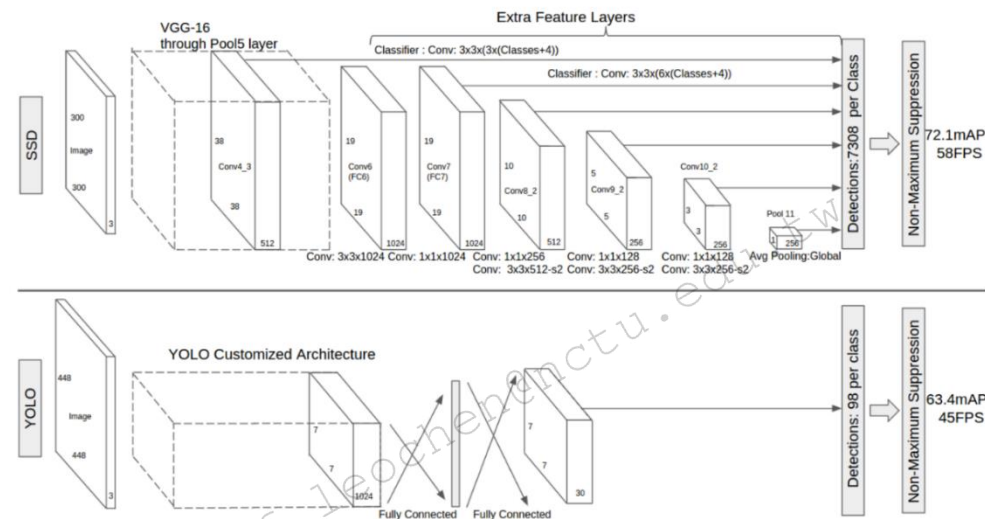 Extra Feature Layers
VGG-16
through Pool5 layer
Classifier : Conv: 3x3x(3x(Classes+4))
Classifier : Conv: 3x3x(6x(Classes+4))
SSD
300
Image
300
3
38
Conv4_3
38
512
19
Conv6
(FC6)
19
1024
19
Conv7
(FC7)
19
1024
10
Conv8_2
10
512
5
Conv9_2
5
256
Conv10_2
3
3
256
Pool 11
1
256
Conv: 3x3x1024
Conv: 1x1x1024
Conv: 1x1x256
Conv: 3x3x512-s2
Conv: 1x1x128
Conv: 3x3x256-s2
Conv: 1x1x128
Conv: 3x3x256-s2
Avg Pooling:Global
Detections:7308 per Class
Non-Maximum Suppression
72.1mAP
58FPS
YOLO
448
Image
448
3
YOLO Customized Architecture
7
7
1024
Fully Connected
Fully Connected
7
7
30
Detections: 98 per class
Non-Maximum Suppression
63.4mAP
45FPS
leochen@nctu.edu.tw